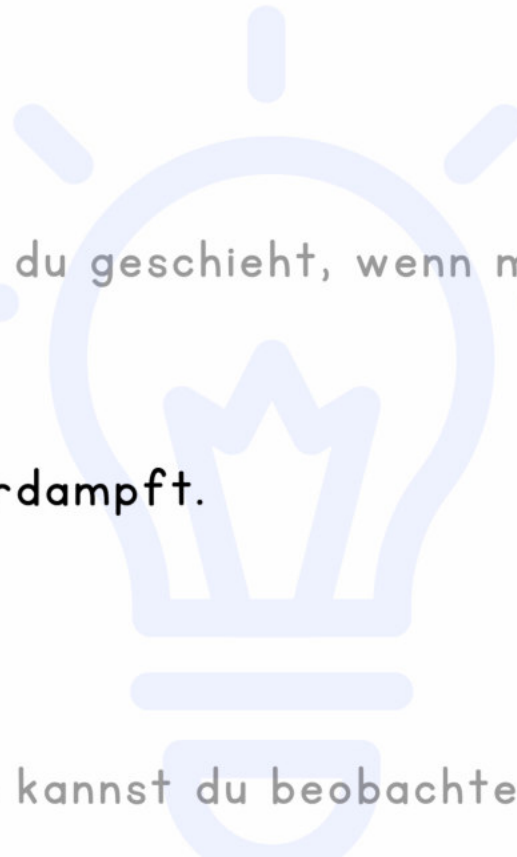 du geschieht, wenn m
rdampft.
kannst du beobachte